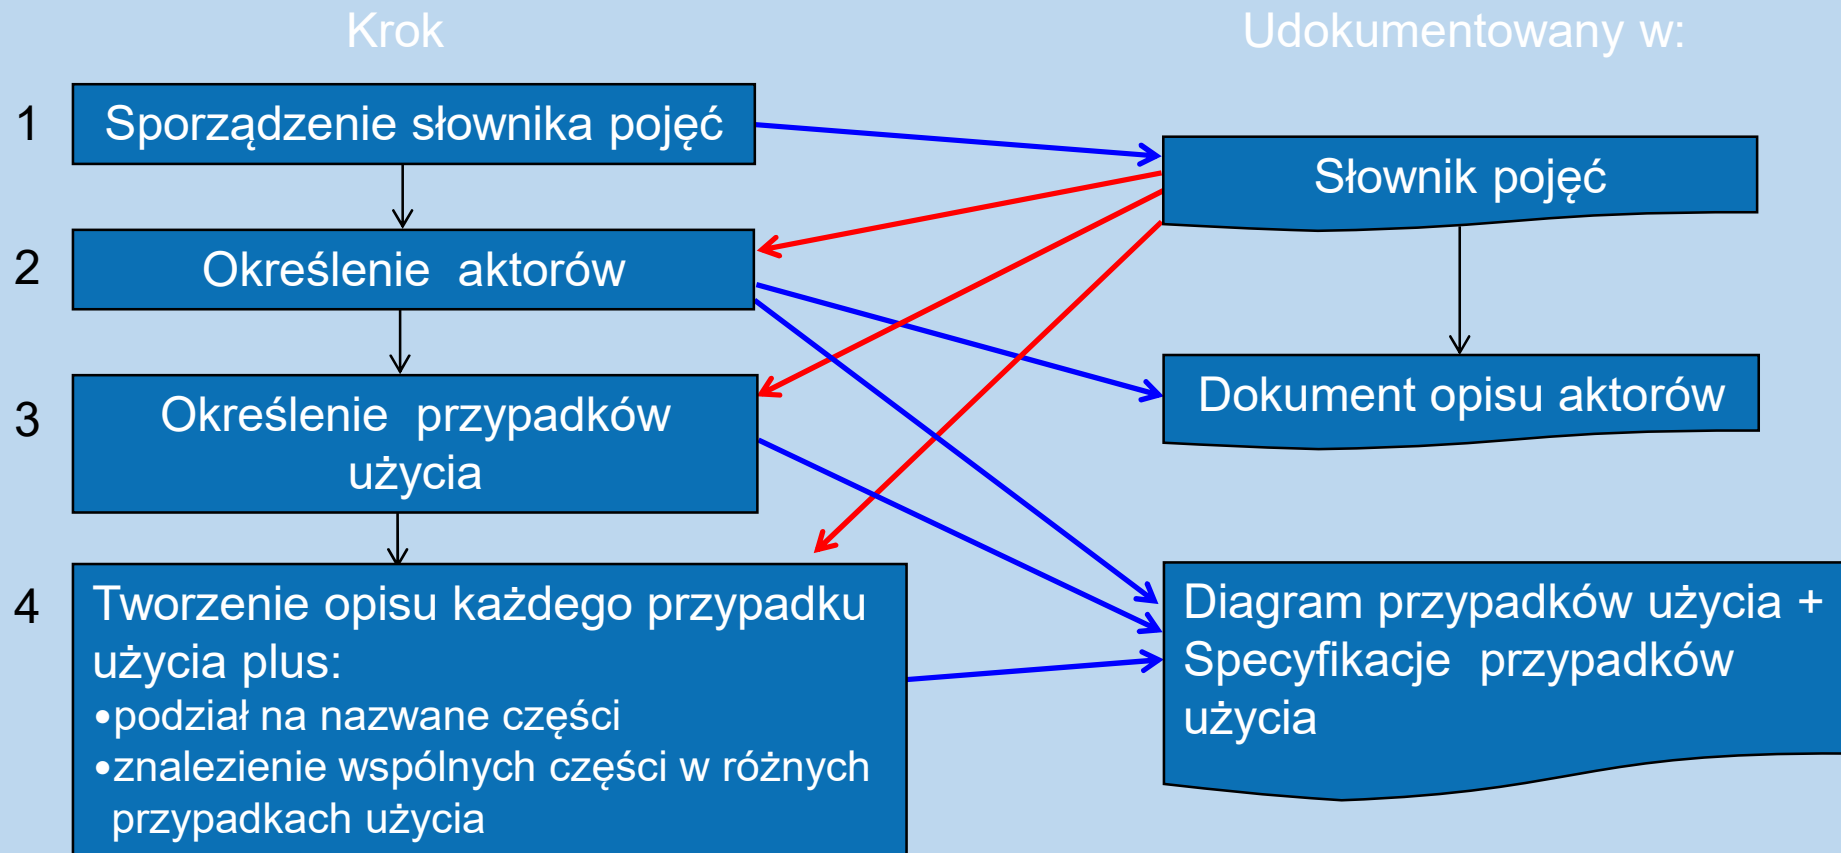 Krok
Udokumentowany w:
1
Sporządzenie słownika pojęć
Słownik pojęć
2
Określenie aktorów
Dokument opisu aktorów
3
Określenie przypadków
użycia
4
Tworzenie opisu każdego przypadku
użycia plus:
•podział na nazwane części
•znalezienie wspólnych części w różnych
przypadkach użycia
Diagram przypadków użycia +
Specyfikacje przypadków
użycia